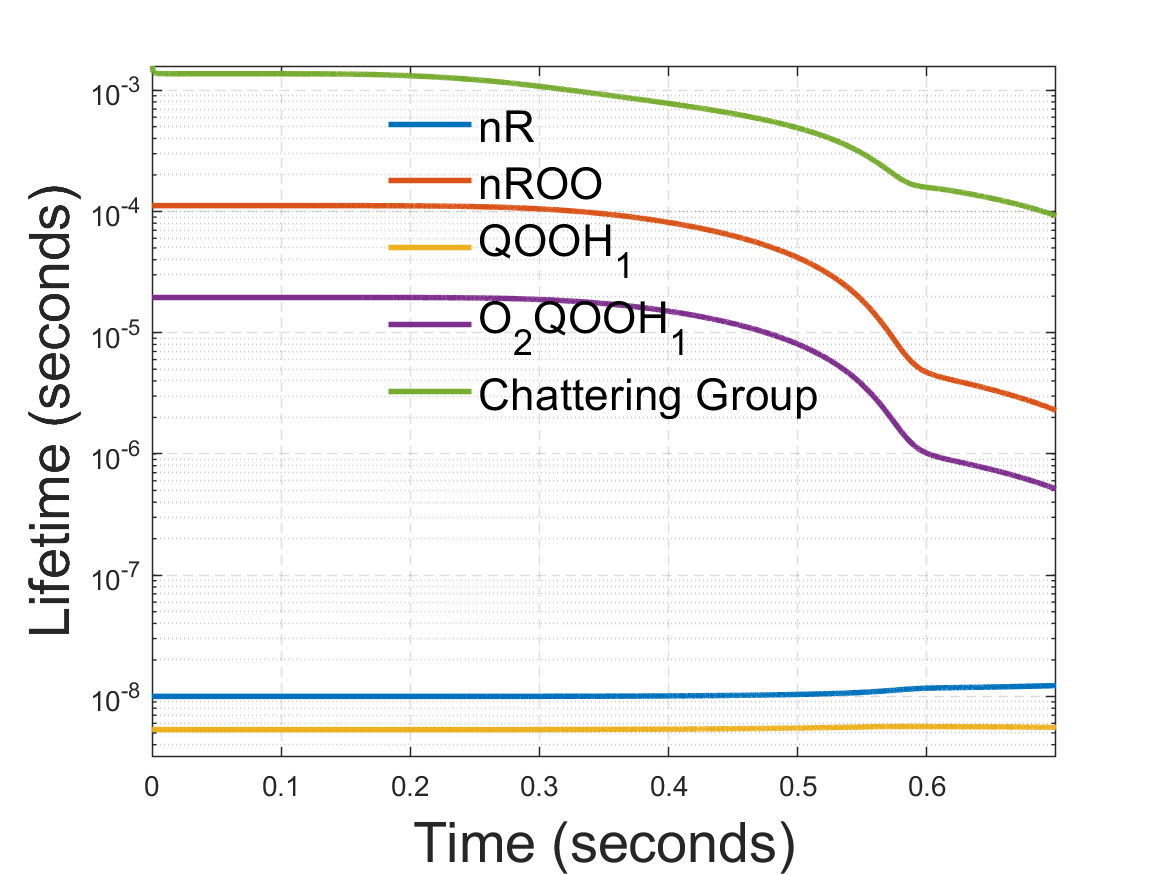 10-3
10-4
10-5
10-6
10-7
10-8
Lifetime (seconds)
nR
nROO
QOOH1
O2QOOH1
Chattering Group
0 0.1 0.2 0.3 0.4 0.5 0.6
Time (seconds)